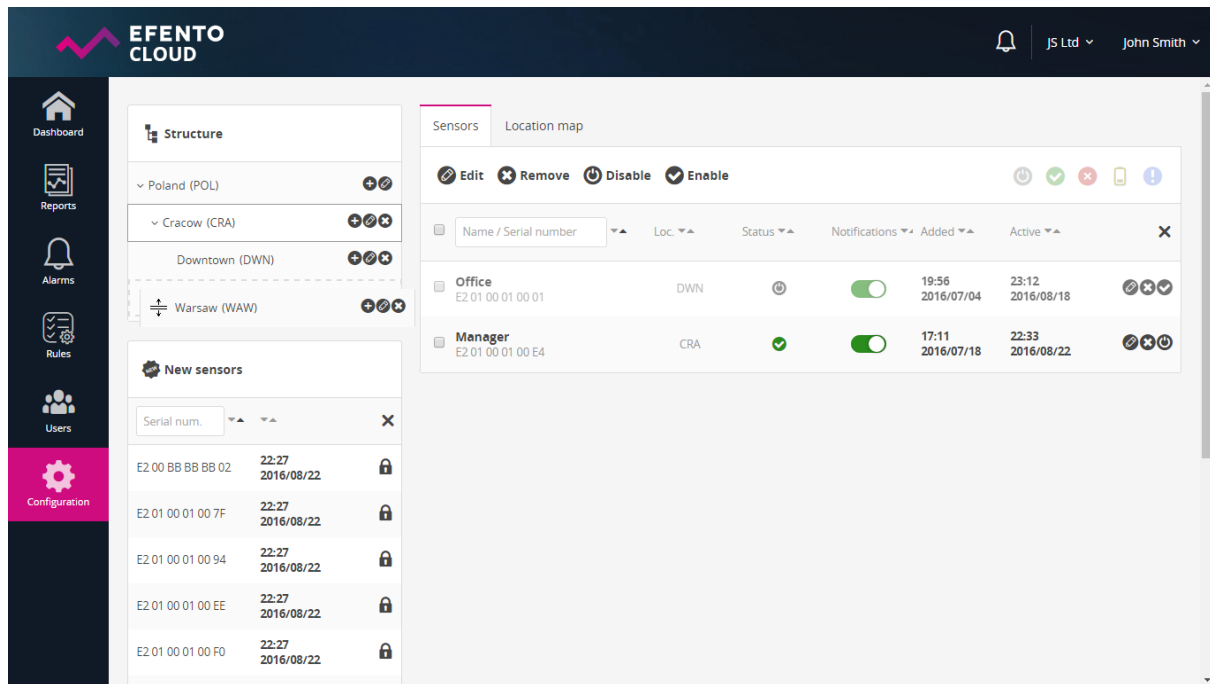 EFENTO
CLOUD
JS Ltd
John Smith
Dashboard
Reports
Alarms
Rules
Users
Configuration
Structure
Poland (POL)
Cracow (CRA)
Downtown (DWN)
Warsaw (WAW)
NEW New sensors
Serial num.
E2 00 BB BB BB 02 22:27
2016/08/22
E2 01 00 01 00 7F 22:27
2016/08/22
E2 01 00 01 00 94 22:27
2016/08/22
E2 01 00 01 00 EE 22:27
2016/08/22
E2 01 00 01 00 F0 22:27
2016/08/22
Sensors Location map
Edit Remove Disable Enable
Name / Serial number Loc. Status Notifications Added Active
Office 19:56 23:12
E2 01 00 01 00 01 DWN 2016/07/04 2016/08/18
Manager 17:11 22:33
E2 01 00 01 00 E4 CRA 2016/07/18 2016/08/22